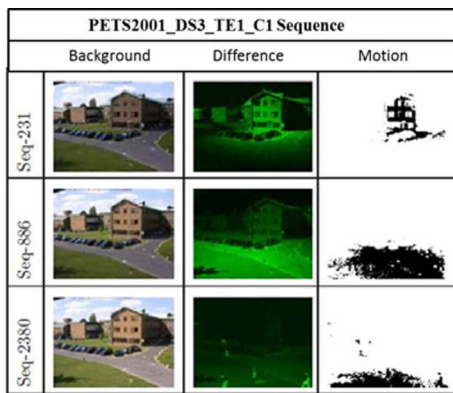 PETS2001_DS3_TE1_C1 Sequence
Background Difference Motion
Seq-231
Seq-886
Seq-2380